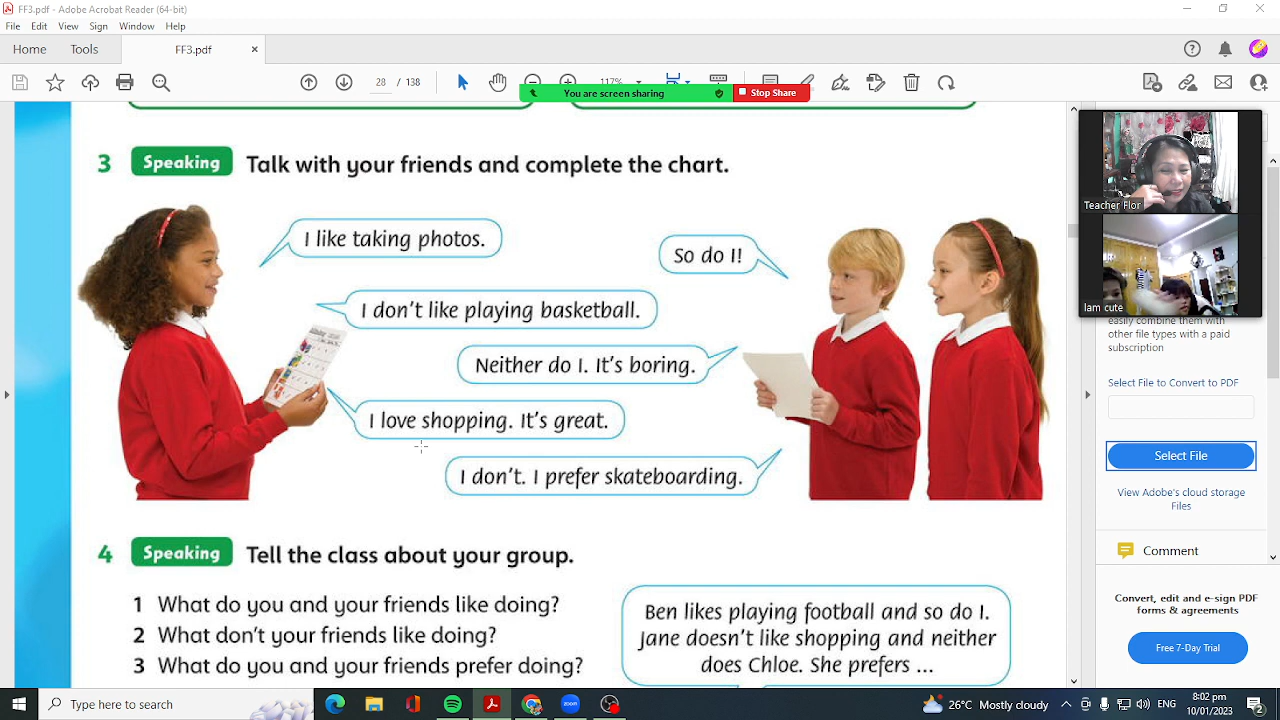 FF3.pdf - Adobe Acrobat Reader (64-bit)
File Edit View Sign Window Help
Home Tools FF3.pdf
28 / 138 117%
You are screen sharing Stop Share
3 Speaking Talk with your friends and complete the chart.
I like taking photos.
So do I!
I don't like playing basketball.
Neither do I. It's boring.
I love shopping. It's great.
I don't. I prefer skateboarding.
4 Speaking Tell the class about your group.
1 What do you and your friends like doing?
2 What don't your friends like doing?
3 What do you and your friends prefer doing?
Ben likes playing football and so do I.
Jane doesn't like shopping and neither
does Chloe. She prefers ...
Teacher Flor
Iam cute
easily combine them with
other file types with a paid
subscription
Select File to Convert to PDF
Select File
View Adobe's cloud storage
Files
Comment
Convert, edit and e-sign PDF
forms & agreements
Free 7-Day Trial
Type here to search
26°C Mostly cloudy
ENG
8:02 pm
10/01/2023
2